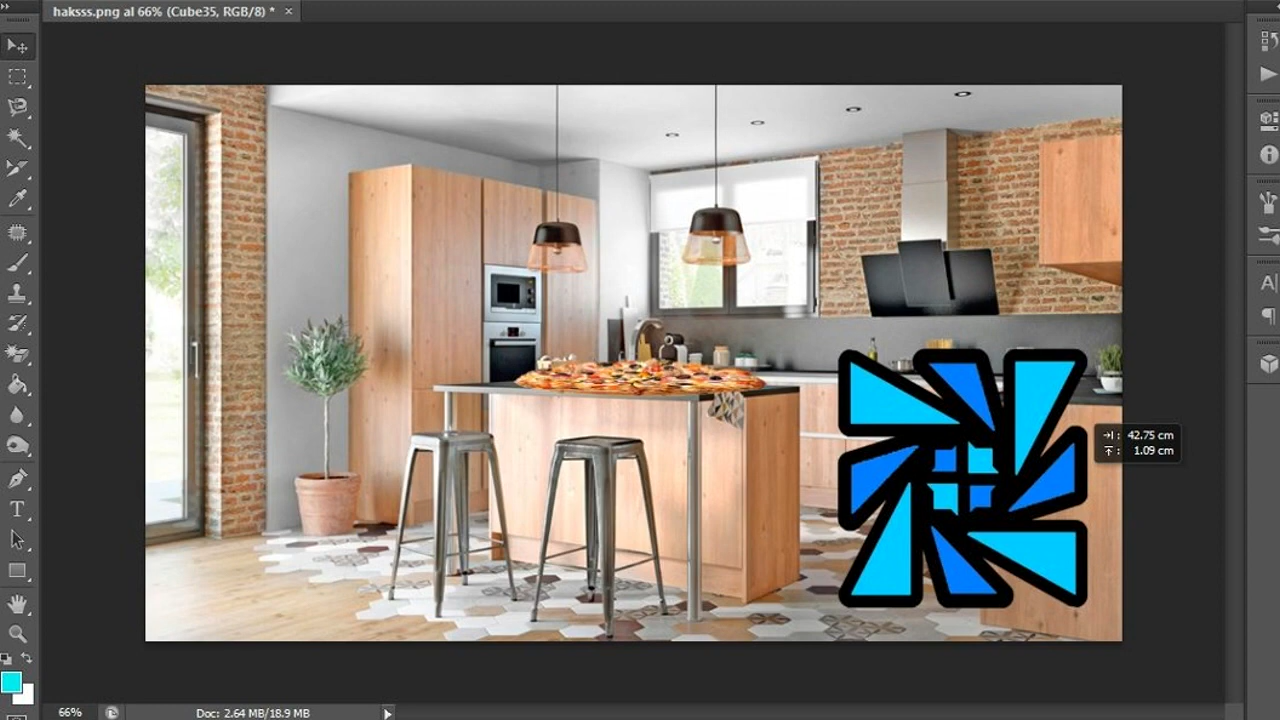 haksss.png al 66% (Cube35, RGB/8) * ×
42.75 cm
1.09 cm
66%
Doc: 2.64 MB/18.9 MB